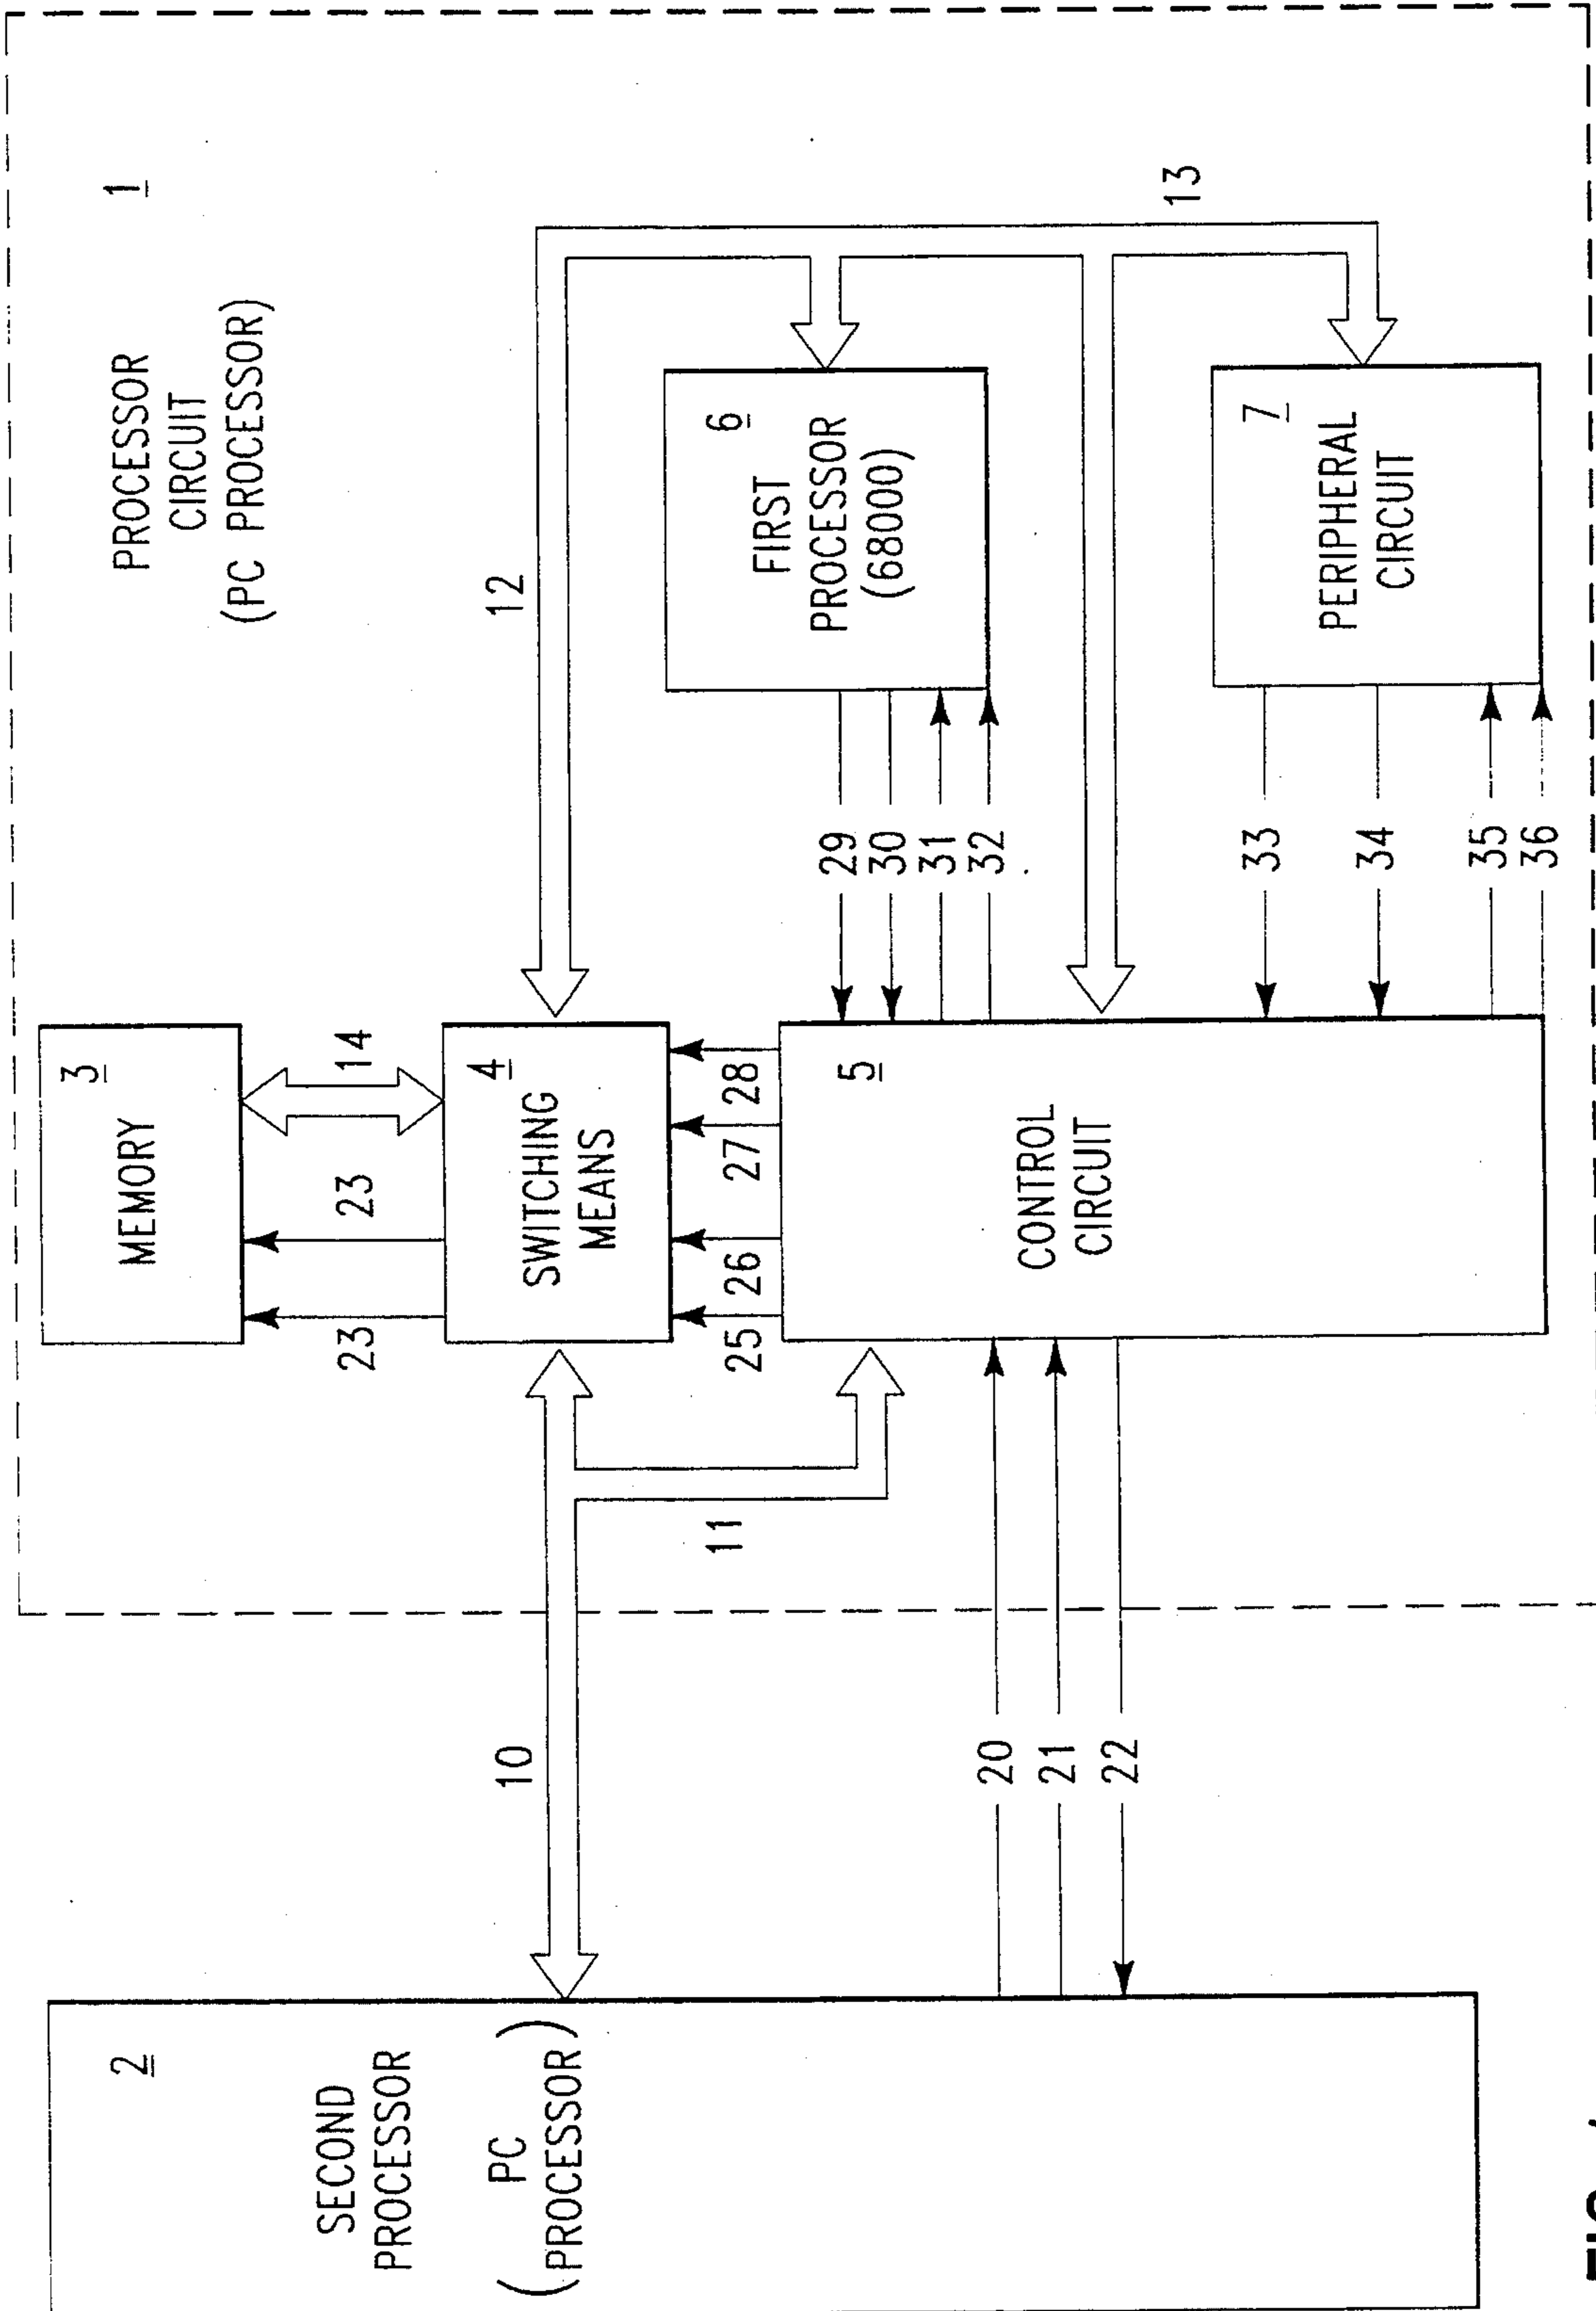 1
PROCESSOR
CIRCUIT
(PC PROCESSOR)
2
SECOND
PROCESSOR
( PC
PROCESSOR )
3
MEMORY
23
23
14
4
SWITCHING
MEANS
25
26
27
28
5
CONTROL
CIRCUIT
10
11
12
13
20
21
22
6
FIRST
PROCESSOR
(68000)
29
30
31
32
7
PERIPHERAL
CIRCUIT
33
34
35
36